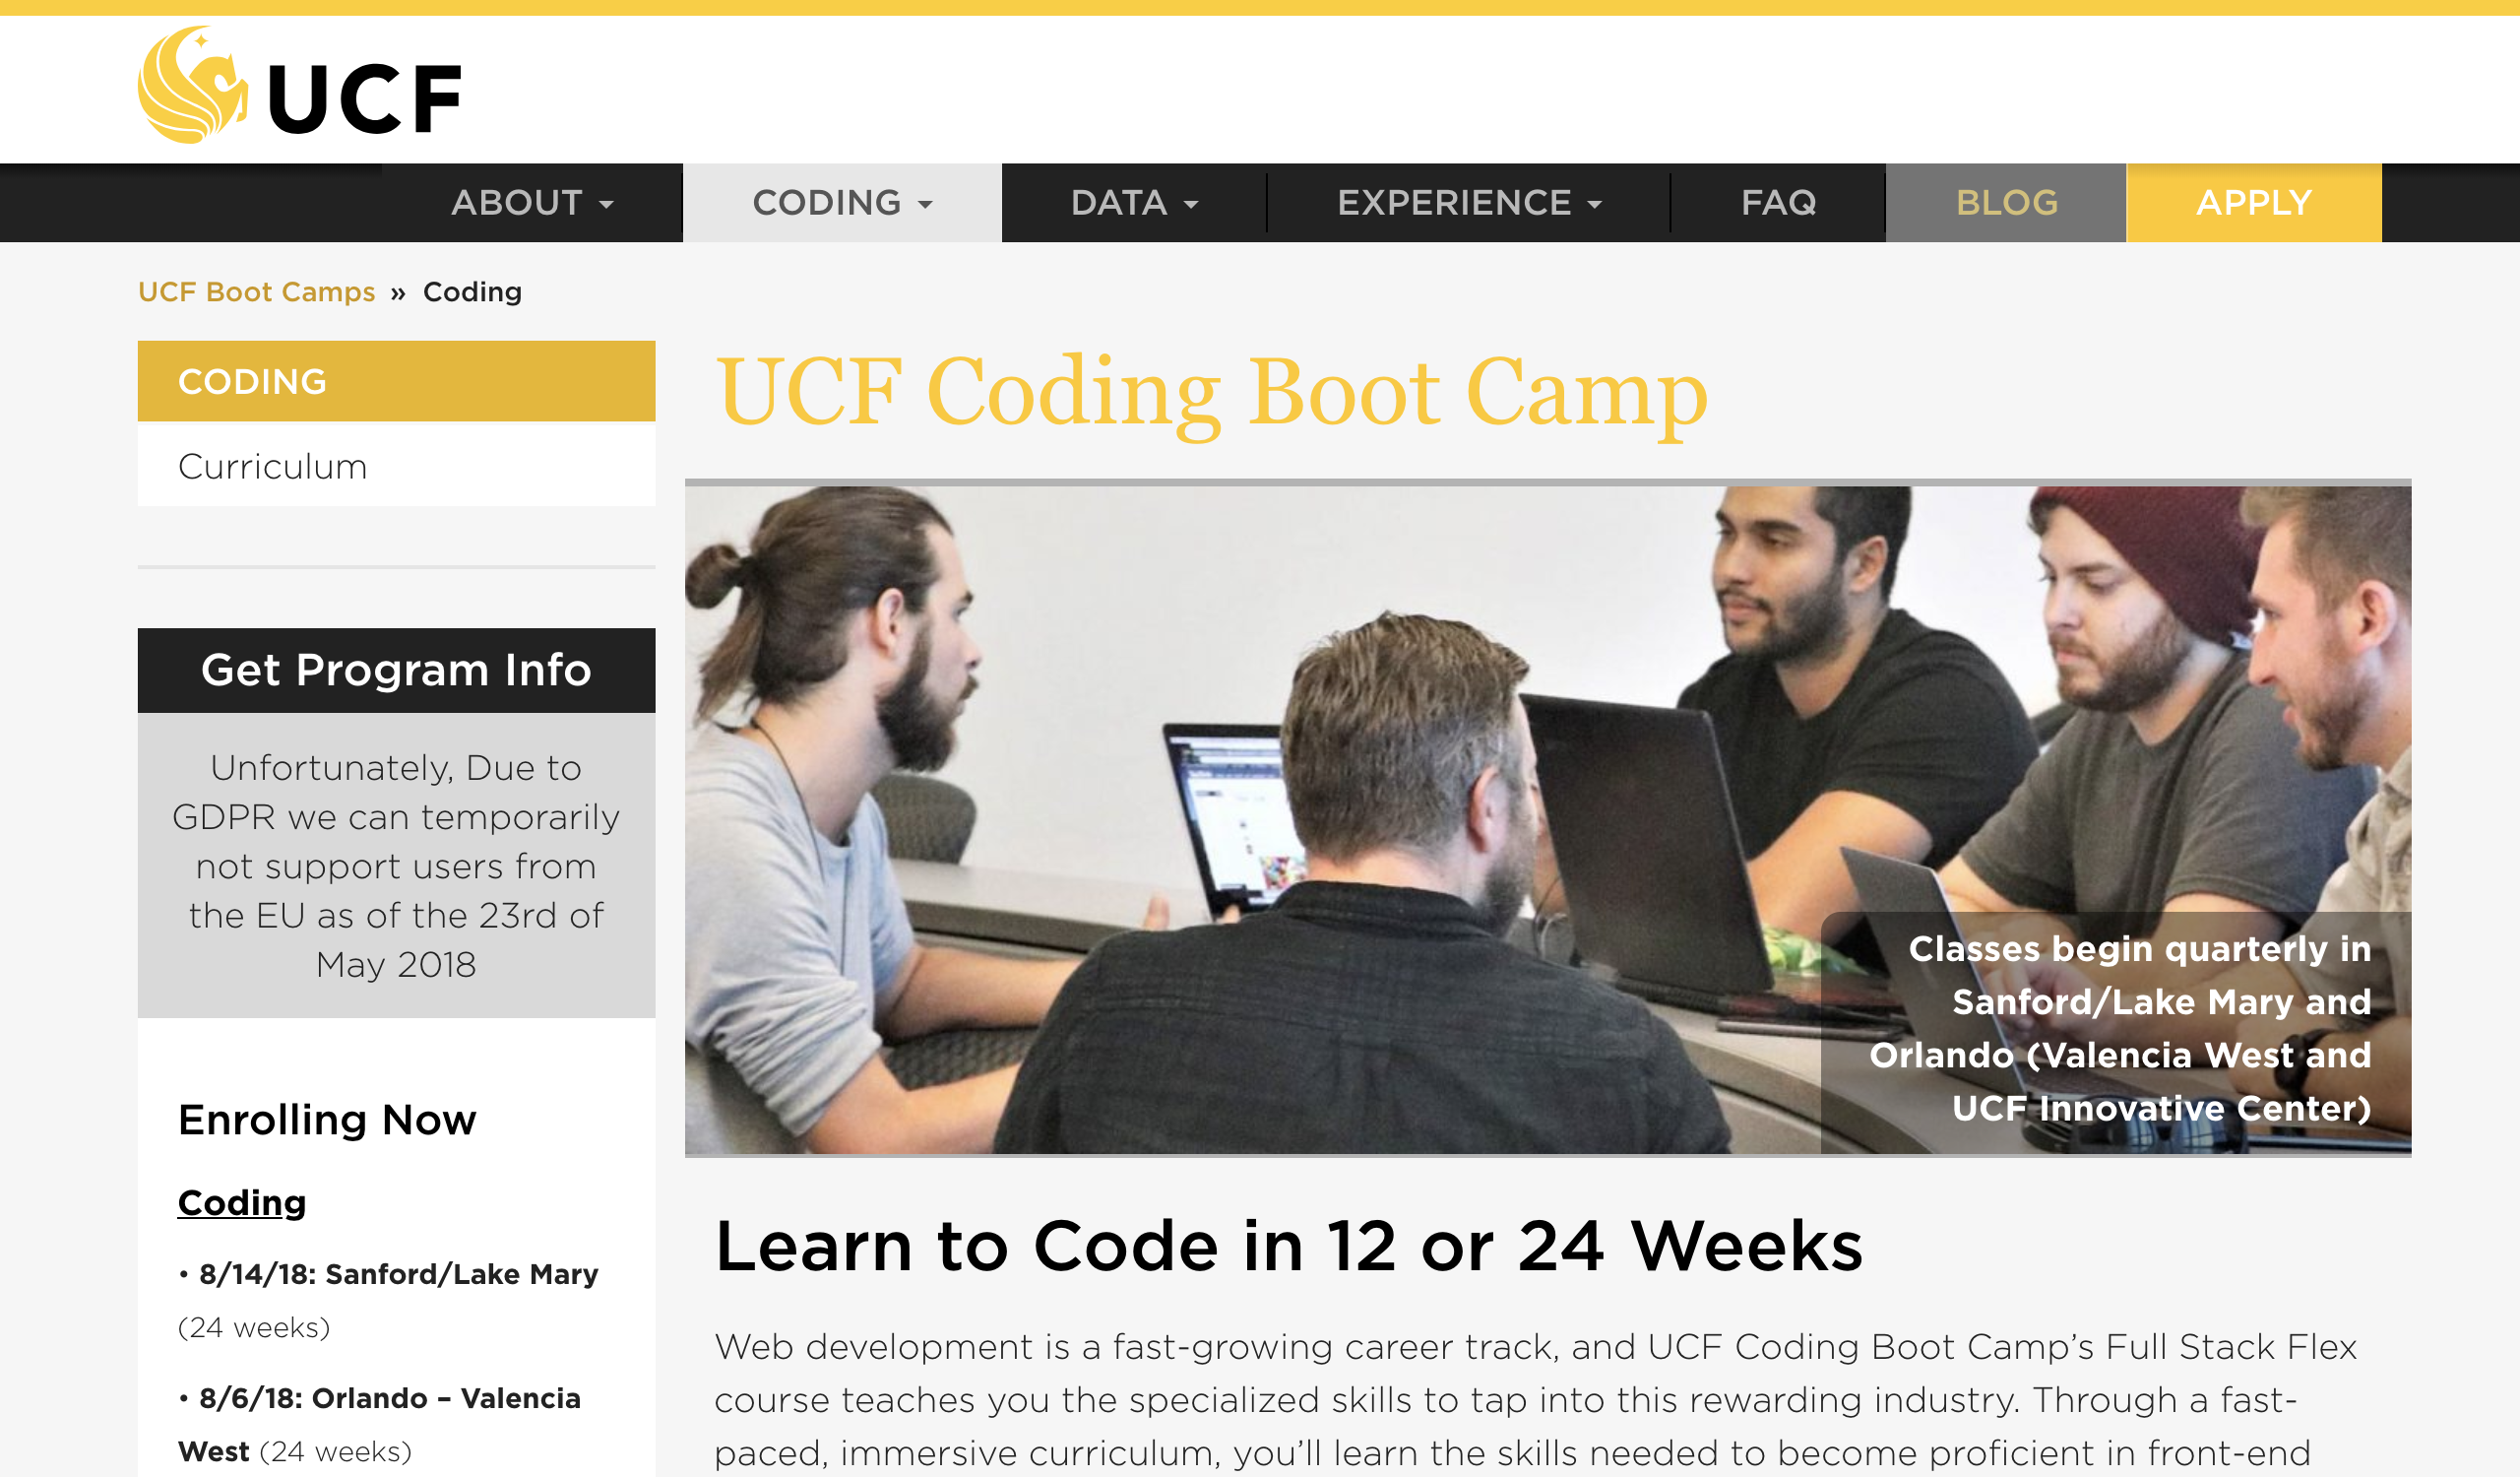 UCF
ABOUT
CODING
DATA
EXPERIENCE
FAQ
BLOG
APPLY
UCF Boot Camps » Coding
CODING
Curriculum
Get Program Info
Unfortunately, Due to
GDPR we can temporarily
not support users from
the EU as of the 23rd of
May 2018
Enrolling Now
Coding
• 8/14/18: Sanford/Lake Mary
(24 weeks)
• 8/6/18: Orlando – Valencia
West (24 weeks)
UCF Coding Boot Camp
Classes begin quarterly in
Sanford/Lake Mary and
Orlando (Valencia West and
UCF Innovative Center)
Learn to Code in 12 or 24 Weeks
Web development is a fast-growing career track, and UCF Coding Boot Camp’s Full Stack Flex
course teaches you the specialized skills to tap into this rewarding industry. Through a fast-
paced, immersive curriculum, you’ll learn the skills needed to become proficient in front-end